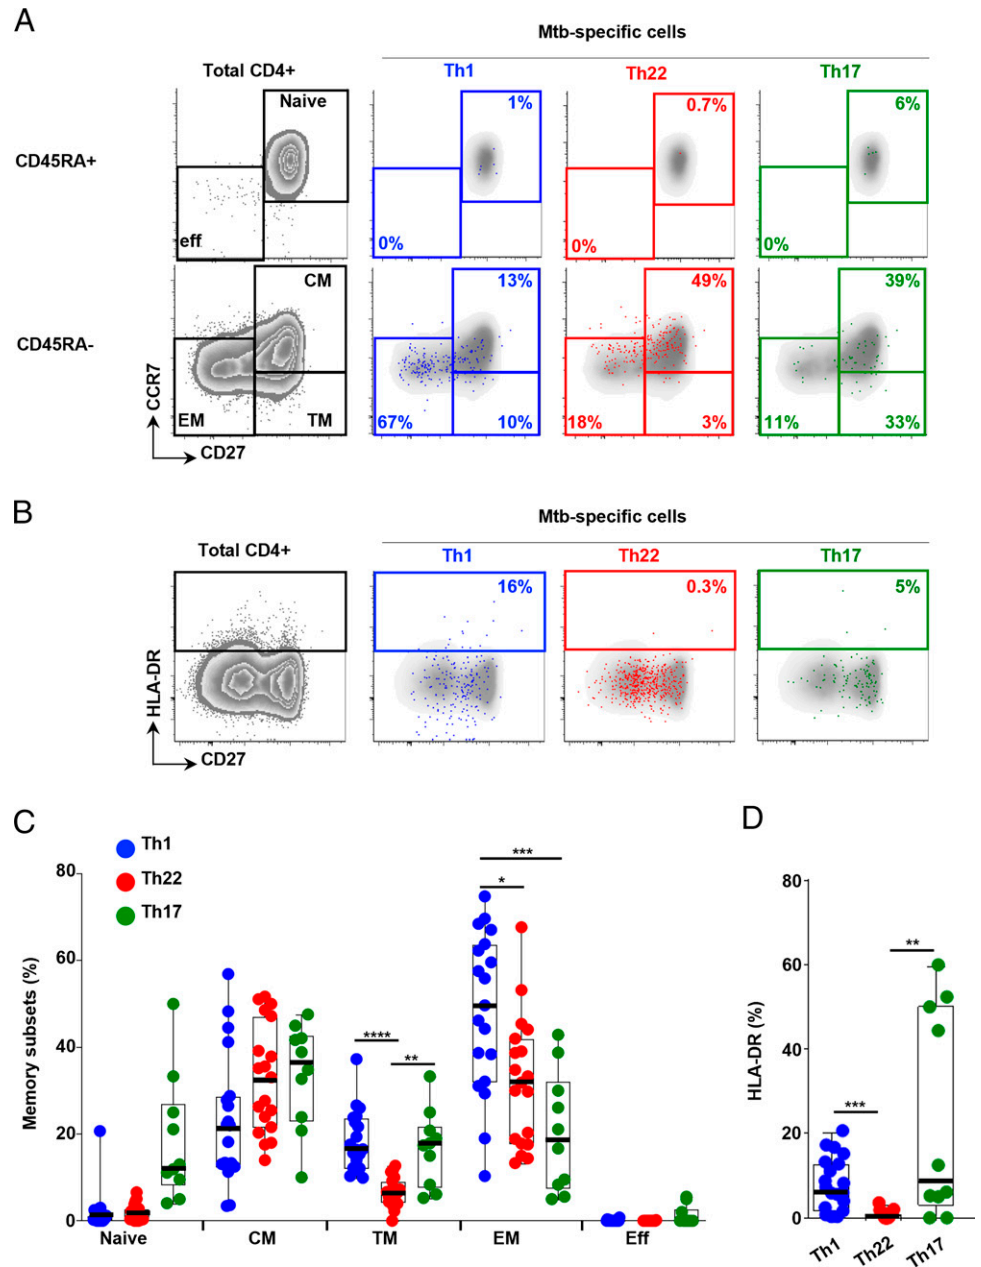 A
Mtb-specific cells
Total CD4+
Th1
Th22
Th17
CD45RA+
Naive
eff
1%
0%
0.7%
0%
6%
0%
CD45RA-
CM
EM
TM
13%
67%
10%
49%
18%
3%
39%
11%
33%
CCR7
CD27
B
Mtb-specific cells
Total CD4+
Th1
Th22
Th17
16%
0.3%
5%
HLA-DR
CD27
C
Th1
Th22
Th17
Memory subsets (%)
80
60
40
20
0
****
**
*
***
Naive
CM
TM
EM
Eff
D
HLA-DR (%)
80
60
40
20
0
***
**
Th1
Th22
Th17